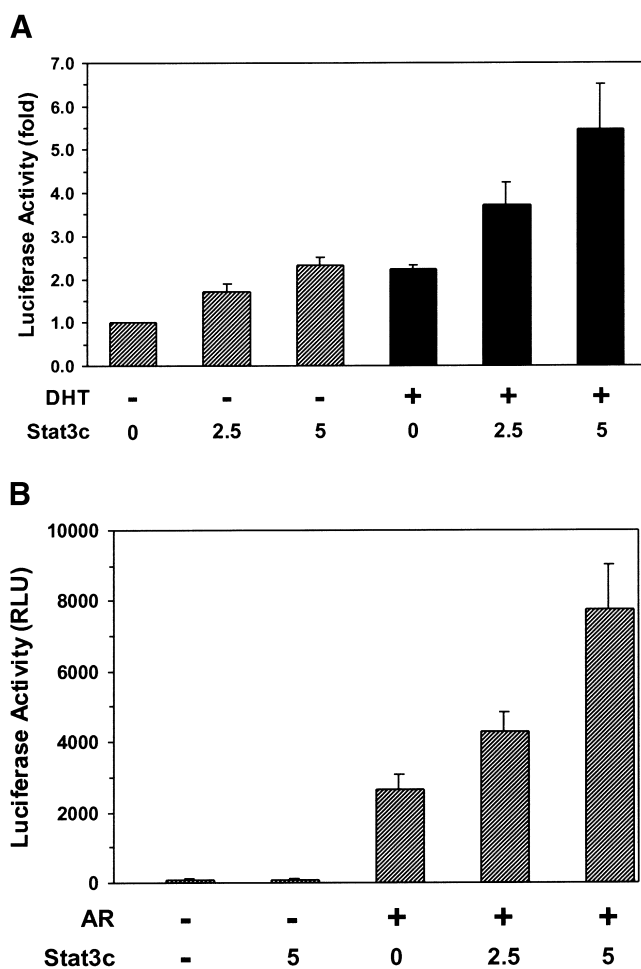 A
Luciferase Activity (fold)
7.0
6.0
5.0
4.0
3.0
2.0
1.0
0.0
DHT - - - + + +
Stat3c 0 2.5 5 0 2.5 5
B
Luciferase Activity (RLU)
10000
8000
6000
4000
2000
0
AR - - + + +
Stat3c - 5 0 2.5 5